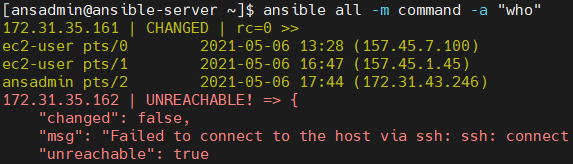 [ansadmin@ansible-server ~]$ ansible all -m command -a "who"
172.31.35.161 | CHANGED | rc=0 >>
ec2-user pts/0        2021-05-06 13:28 (157.45.7.100)
ec2-user pts/1        2021-05-06 16:47 (157.45.1.45)
ansadmin pts/2        2021-05-06 17:44 (172.31.43.246)
172.31.35.162 | UNREACHABLE! => {
    "changed": false,
    "msg": "Failed to connect to the host via ssh: ssh: connect
    "unreachable": true